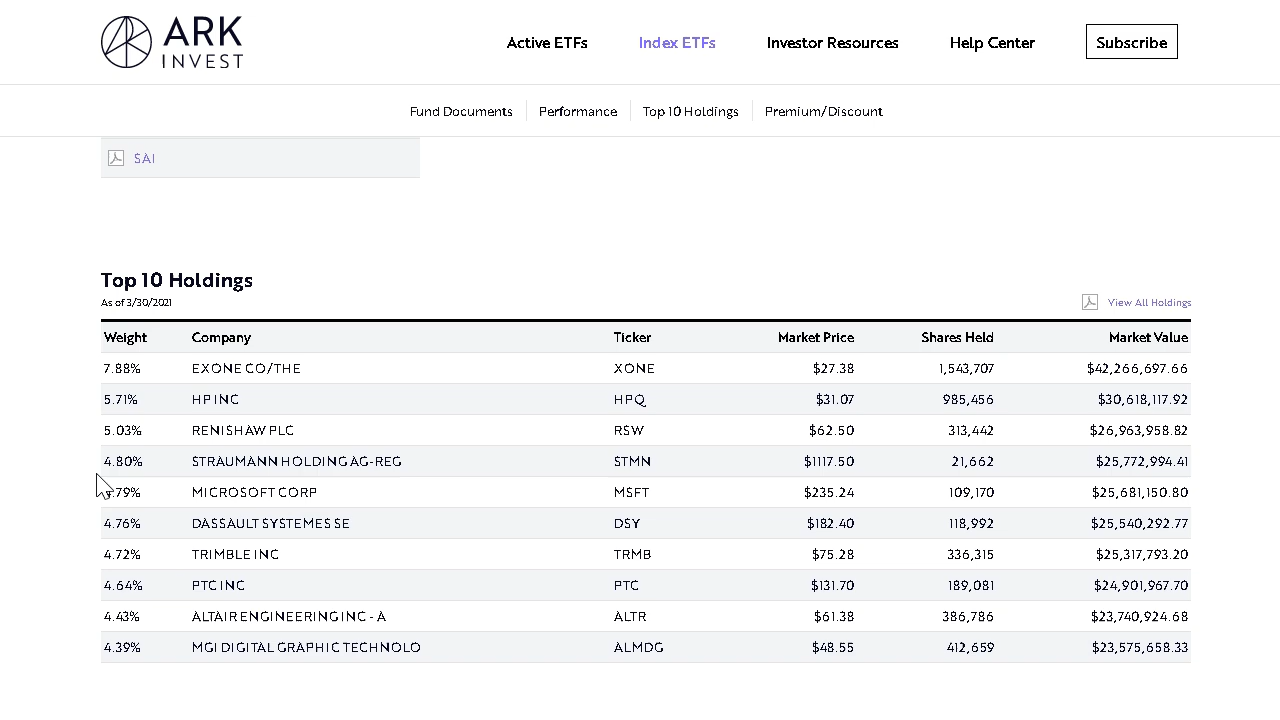 ARK INVEST
Active ETFs Index ETFs Investor Resources Help Center Subscribe
Fund Documents Performance Top 10 Holdings Premium/Discount
SAI
Top 10 Holdings
As of 3/30/2021 View All Holdings
Weight Company Ticker Market Price Shares Held Market Value
7.88% EXONE CO/THE XONE $27.38 1,543,707 $42,266,697.66
5.71% HP INC HPQ $31.07 985,456 $30,618,117.92
5.03% RENISHAW PLC RSW $62.50 313,442 $26,963,958.82
4.80% STRAUMANN HOLDING AG-REG STMN $1117.50 21,662 $25,772,994.41
.79% MICROSOFT CORP MSFT $235.24 109,170 $25,681,150.80
4.76% DASSAULT SYSTEMES SE DSY $182.40 118,992 $25,540,292.77
4.72% TRIMBLE INC TRMB $75.28 336,315 $25,317,793.20
4.64% PTC INC PTC $131.70 189,081 $24,901,967.70
4.43% ALTAIR ENGINEERING INC - A ALTR $61.38 386,786 $23,740,924.68
4.39% MGI DIGITAL GRAPHIC TECHNOLO ALMDG $48.55 412,659 $23,575,658.33